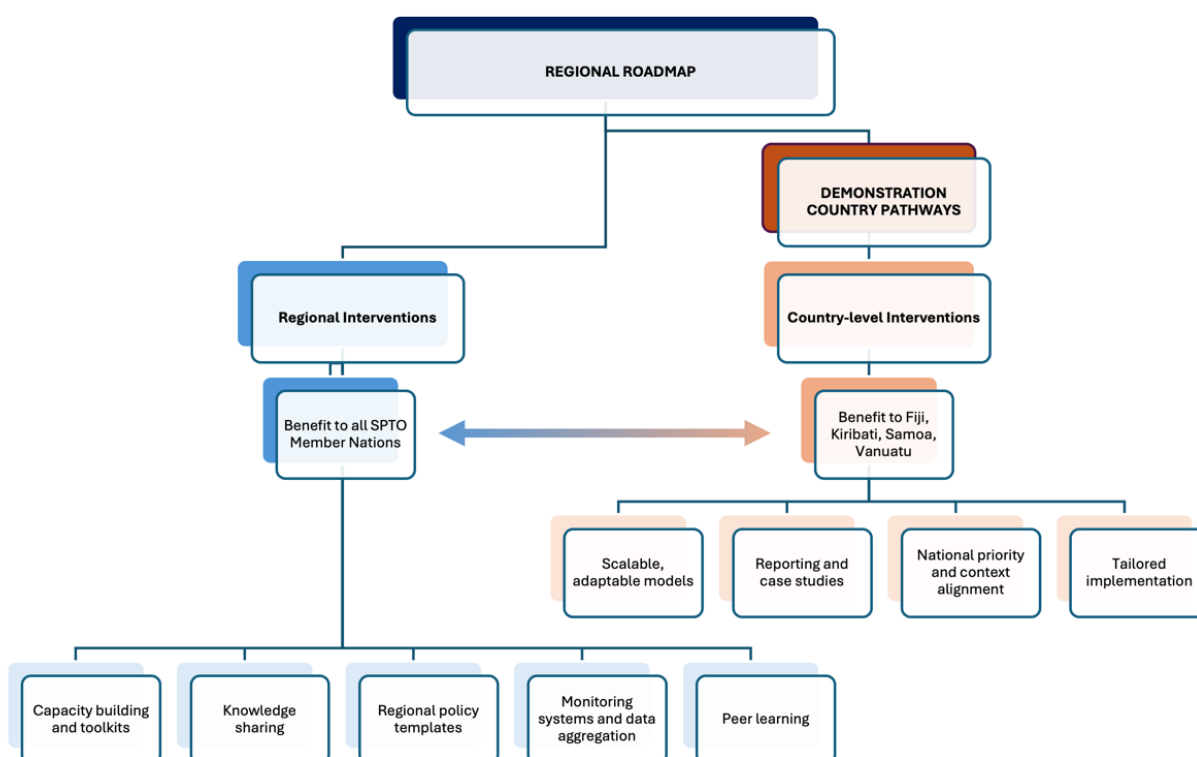 REGIONAL ROADMAP
DEMONSTRATION
COUNTRY PATHWAYS
Regional Interventions
Country-level Interventions
Benefit to all SPTO
Member Nations
Benefit to Fiji,
Kiribati, Samoa,
Vanuatu
Scalable,
adaptable models
Reporting and
case studies
National priority
and context
alignment
Tailored
implementation
Capacity building
and toolkits
Knowledge
sharing
Regional policy
templates
Monitoring
systems and data
aggregation
Peer learning